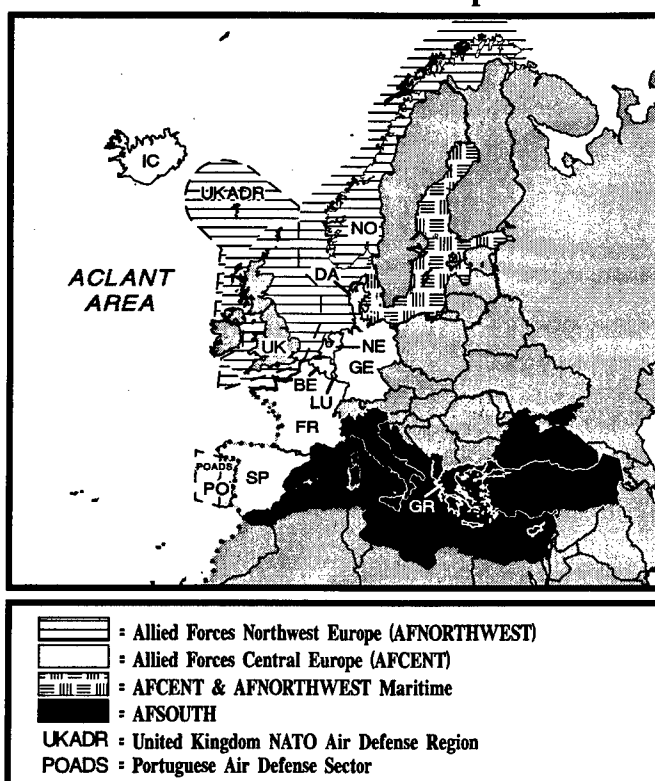 IC
UKADR
NO
ACLANT
AREA
DA
UK
NE
GE
BE
LU
FR
POADS
PO
SP
GR
= Allied Forces Northwest Europe (AFNORTHWEST)
= Allied Forces Central Europe (AFCENT)
= AFCENT & AFNORTHWEST Maritime
= AFSOUTH
UKADR = United Kingdom NATO Air Defense Region
POADS = Portuguese Air Defense Sector